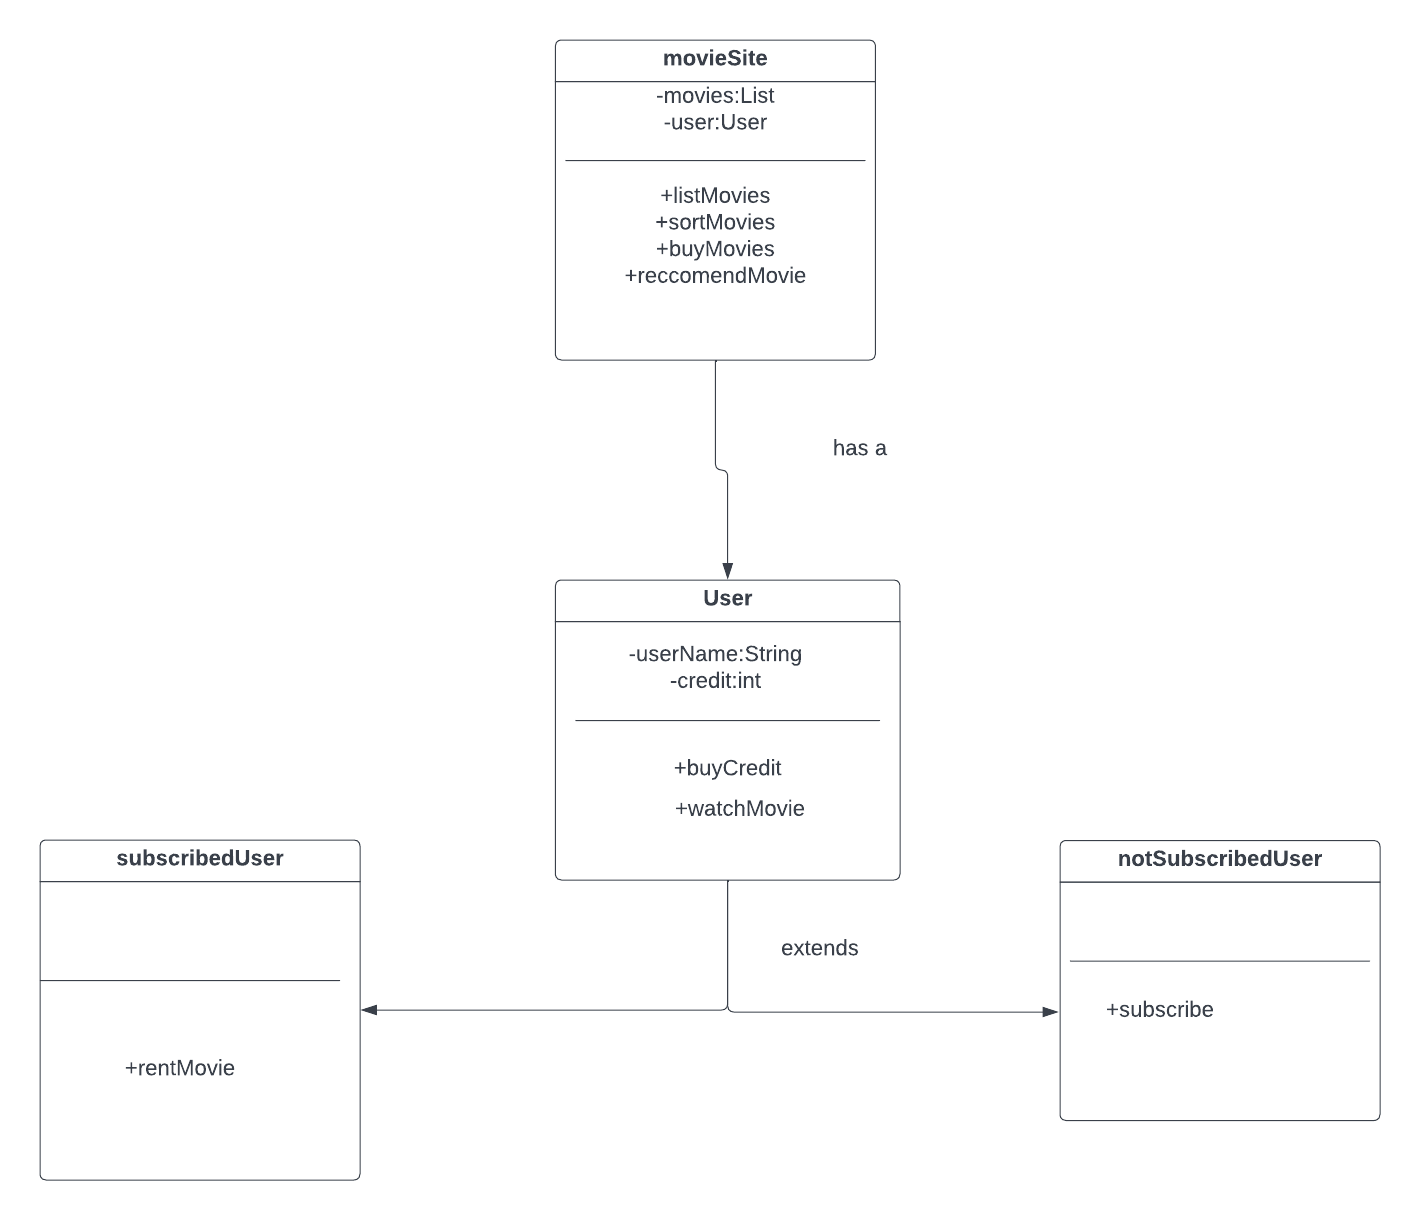 movieSite
-movies:List
-user:User
+listMovies
+sortMovies
+buyMovies
+reccomendMovie
has a
User
-userName:String
-credit:int
+buyCredit
+watchMovie
subscribedUser
+rentMovie
extends
notSubscribedUser
+subscribe